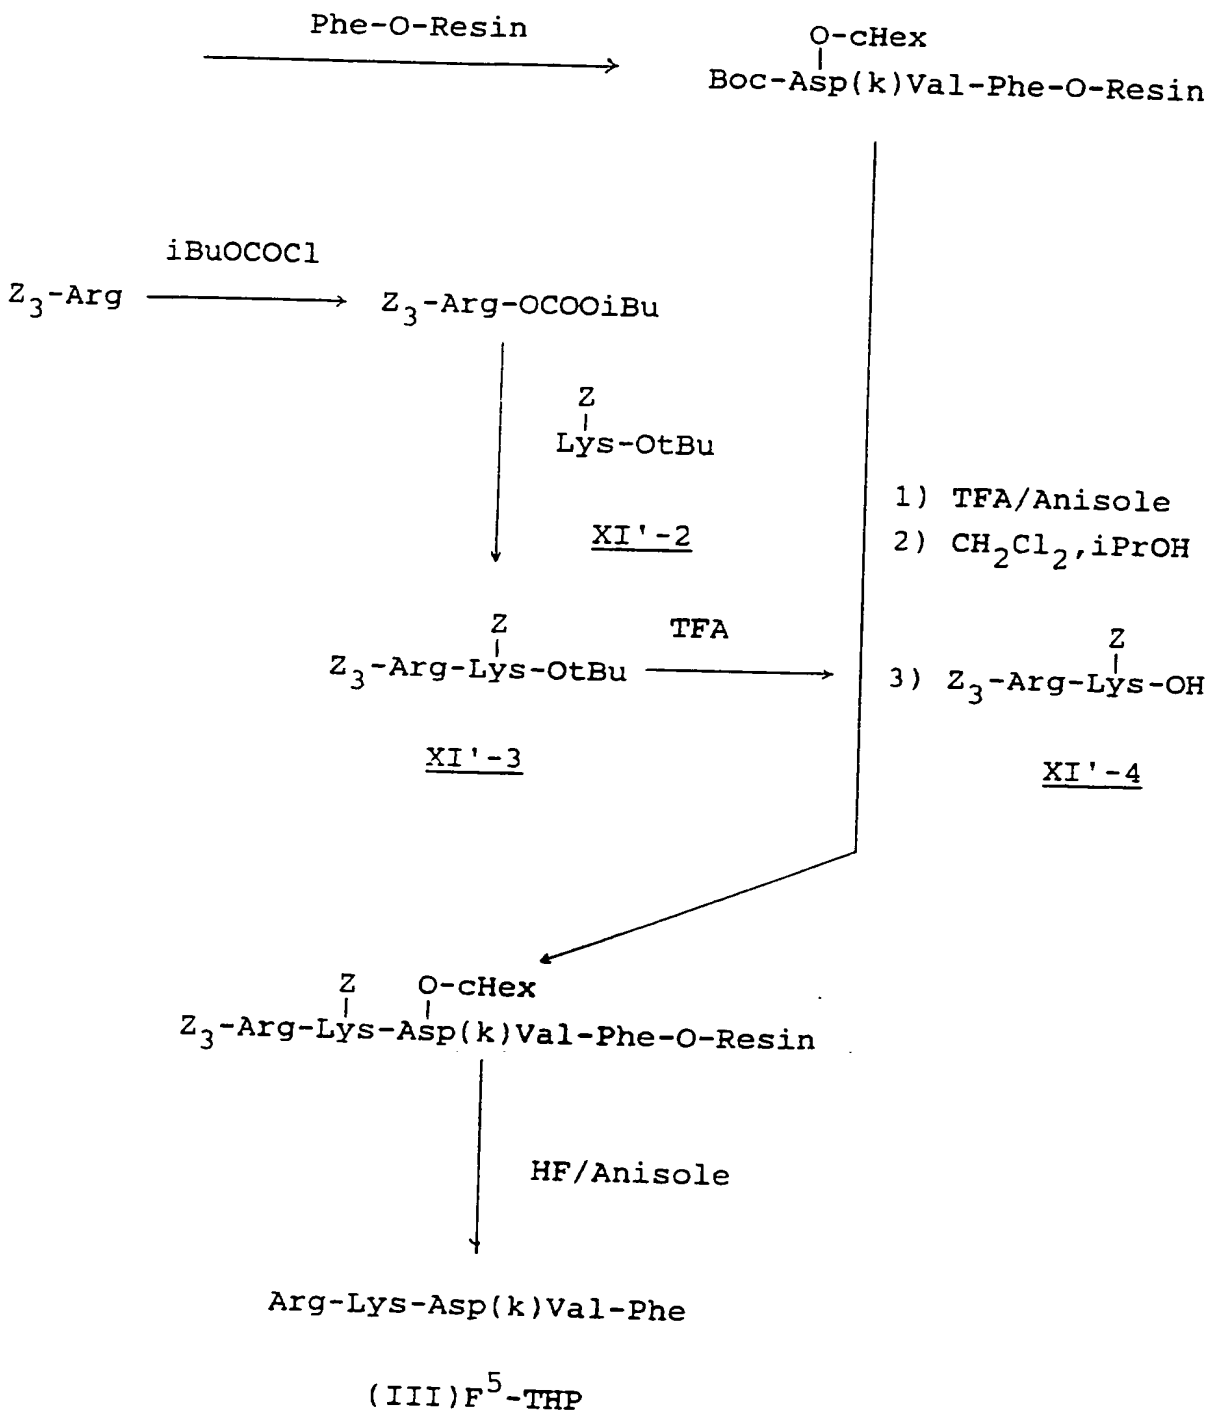 Phe-O-Resin
O-cHex
Boc-Asp(k)Val-Phe-O-Resin
iBuOCOCl
Z3-Arg
Z3-Arg-OCOOiBu
Z
Lys-OtBu
XI'-2
1) TFA/Anisole
2) CH2Cl2,iPrOH
Z
Z3-Arg-Lys-OtBu
TFA
Z
3) Z3-Arg-Lys-OH
XI'-3
XI'-4
Z O-cHex
Z3-Arg-Lys-Asp(k)Val-Phe-O-Resin
HF/Anisole
Arg-Lys-Asp(k)Val-Phe
(III)F5-THP